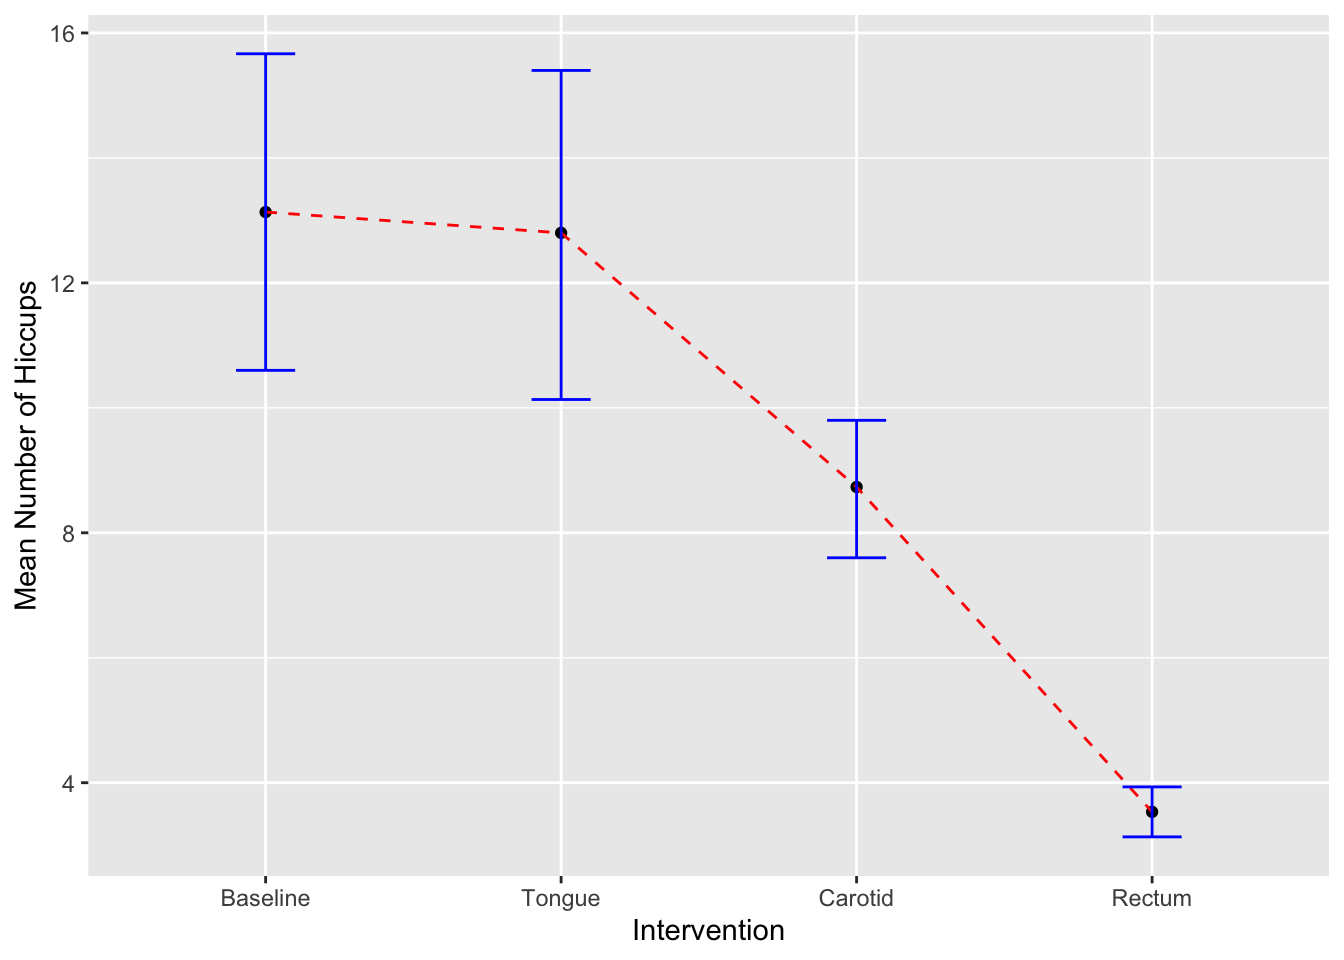 16
12
8
4
Mean Number of Hiccups
Baseline Tongue Carotid Rectum
Intervention